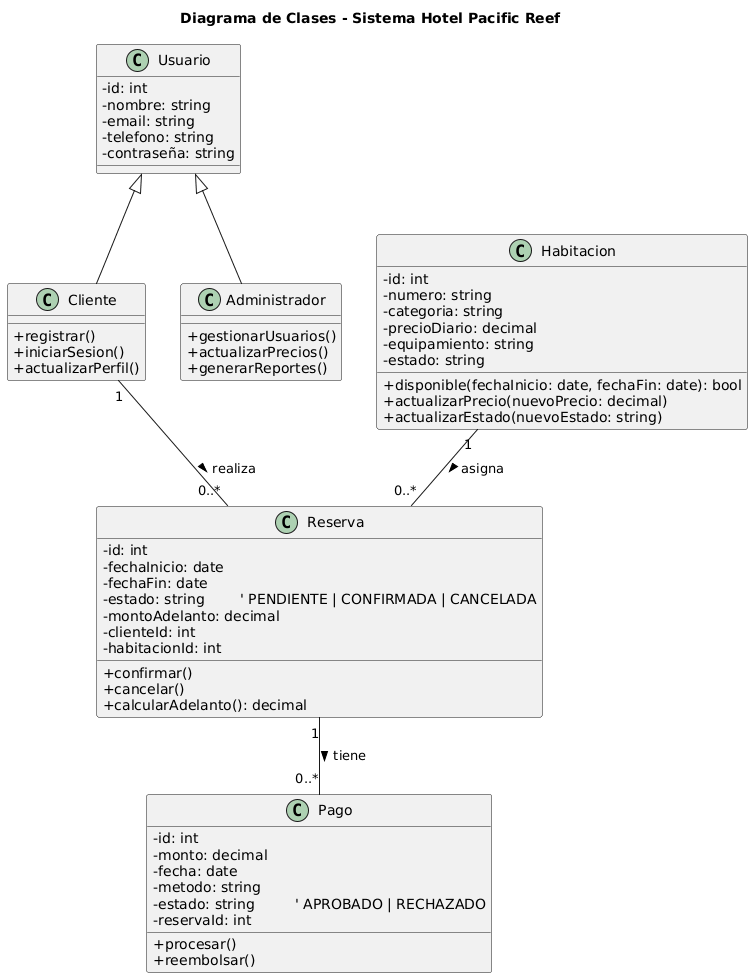 Diagrama de Clases - Sistema Hotel Pacific Reef
C Usuario
-id: int
-nombre: string
-email: string
-telefono: string
-contraseña: string
C Cliente
+registrar()
+iniciarSesion()
+actualizarPerfil()
C Administrador
+gestionarUsuarios()
+actualizarPrecios()
+generarReportes()
C Habitacion
-id: int
-numero: string
-categoria: string
-precioDiario: decimal
-equipamiento: string
-estado: string
+disponible(fechaInicio: date, fechaFin: date): bool
+actualizarPrecio(nuevoPrecio: decimal)
+actualizarEstado(nuevoEstado: string)
1
realiza
0..*
1
asigna
0..*
C Reserva
-id: int
-fechaInicio: date
-fechaFin: date
-estado: string ' PENDIENTE | CONFIRMADA | CANCELADA
-montoAdelanto: decimal
-clienteId: int
-habitacionId: int
+confirmar()
+cancelar()
+calcularAdelanto(): decimal
1
tiene
0..*
C Pago
-id: int
-monto: decimal
-fecha: date
-metodo: string
-estado: string ' APROBADO | RECHAZADO
-reservaId: int
+procesar()
+reembolsar()